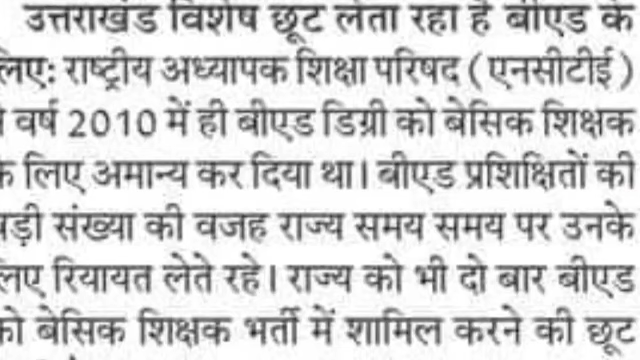 उत्तराखंड विशेष छूट लेता रहा है बीएड के
लिए: राष्ट्रीय अध्यापक शिक्षा परिषद (एनसीटीई)
वर्ष 2010 में ही बीएड डिग्री को बेसिक शिक्षक
के लिए अमान्य कर दिया था। बीएड प्रशिक्षितों की
बड़ी संख्या की वजह राज्य समय समय पर उनके
लिए रियायत लेते रहे। राज्य को भी दो बार बीएड
को बेसिक शिक्षक भर्ती में शामिल करने की छूट